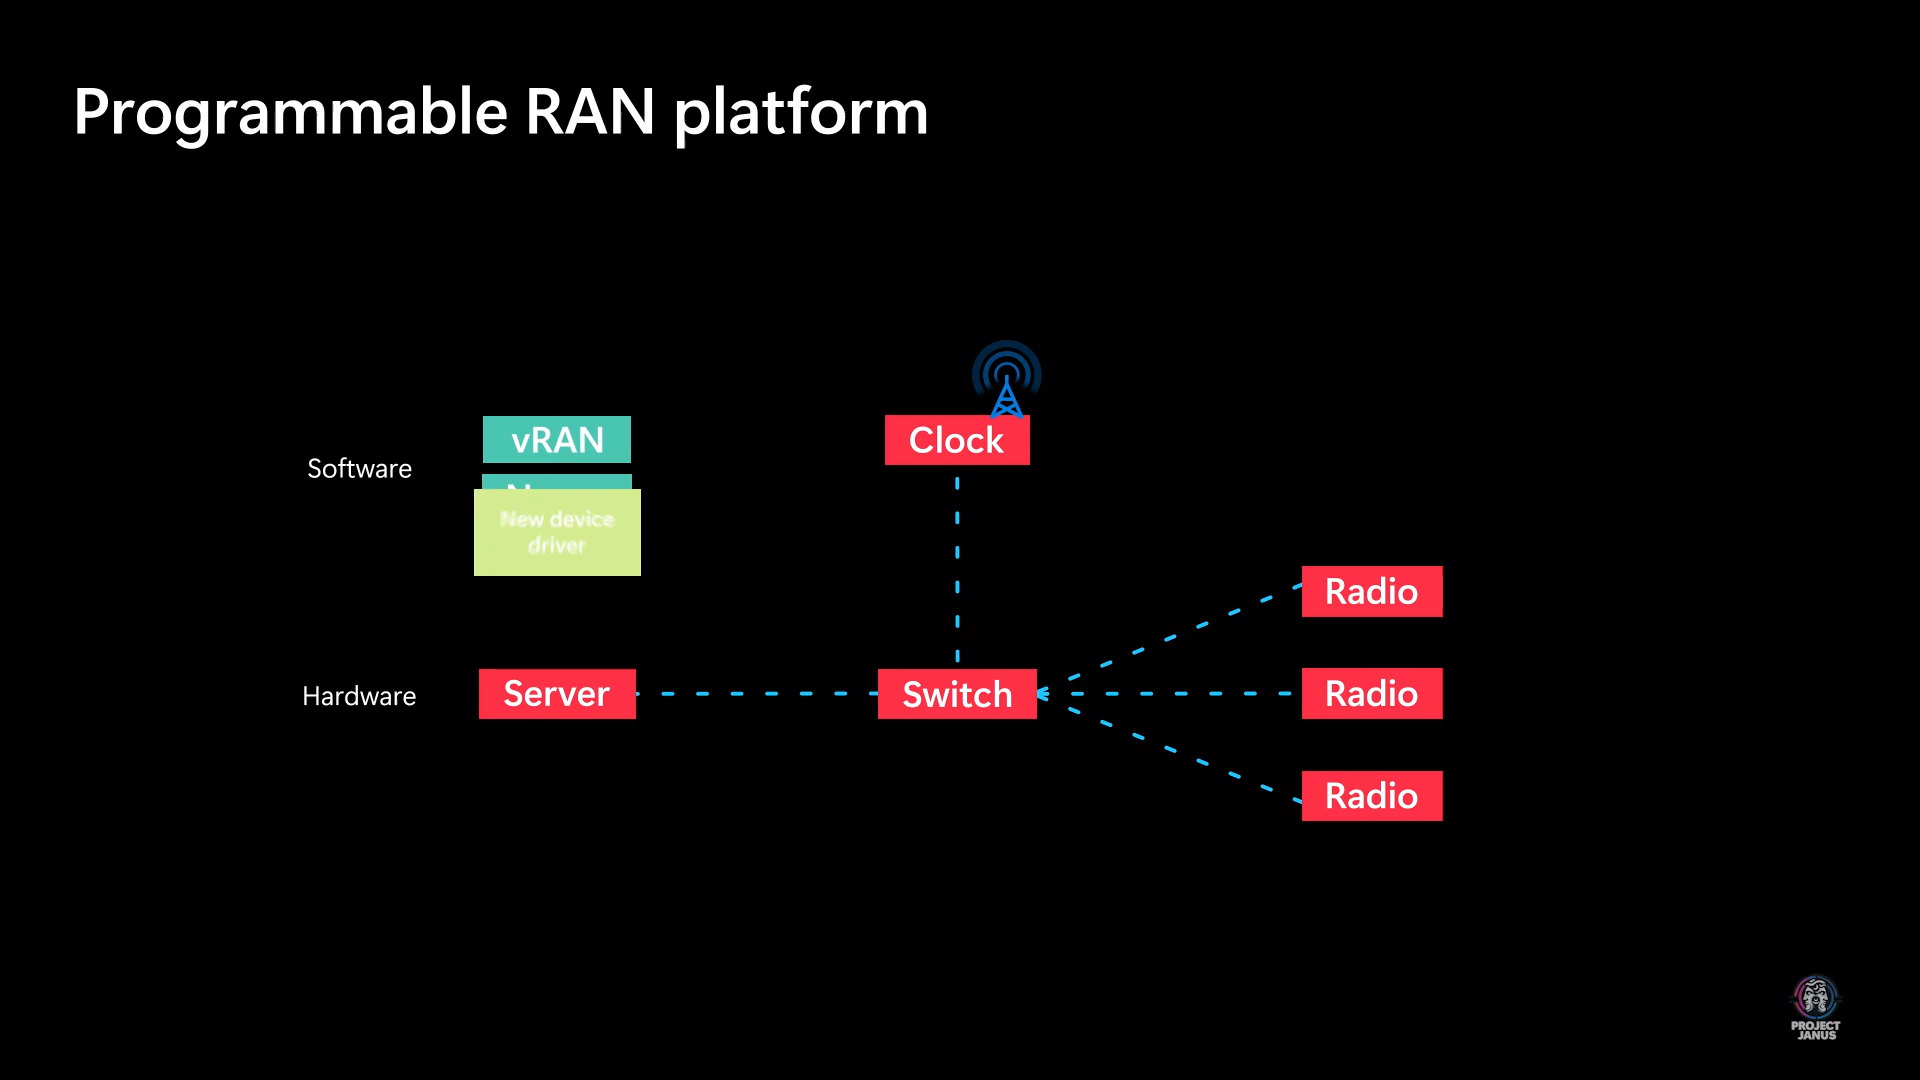 Programmable RAN platform
Software
vRAN
New device
driver
Clock
Hardware
Server
Switch
Radio
Radio
Radio
PROJECT
JANUS